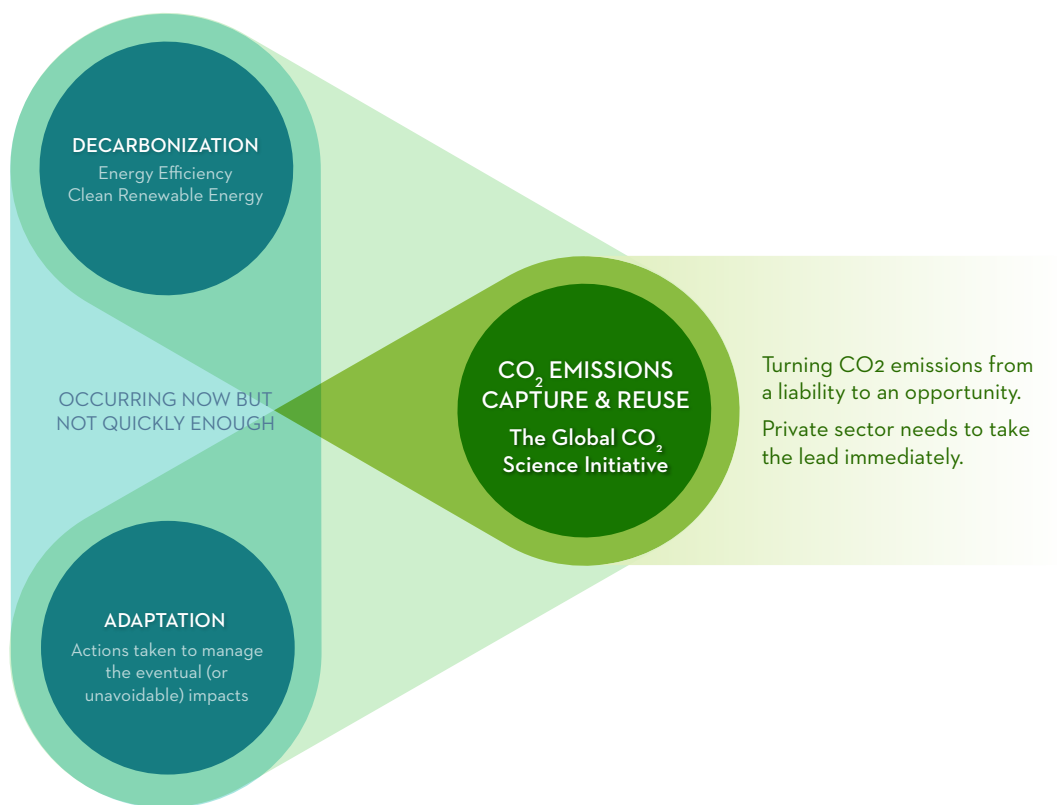 DECARBONIZATION
Energy Efficiency
Clean Renewable Energy
OCCURRING NOW BUT
NOT QUICKLY ENOUGH
ADAPTATION
Actions taken to manage
the eventual (or
unavoidable) impacts
CO₂ EMISSIONS
CAPTURE & REUSE
The Global CO₂
Science Initiative
Turning CO2 emissions from
a liability to an opportunity.
Private sector needs to take
the lead immediately.